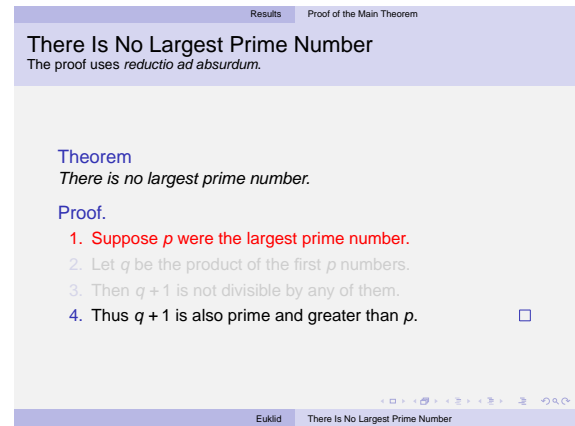 Results Proof of the Main Theorem
There Is No Largest Prime Number
The proof uses reductio ad absurdum.
Theorem
There is no largest prime number.
Proof.
1. Suppose p were the largest prime number.
2. Let q be the product of the first p numbers.
3. Then q + 1 is not divisible by any of them.
4. Thus q + 1 is also prime and greater than p.
Euklid There Is No Largest Prime Number